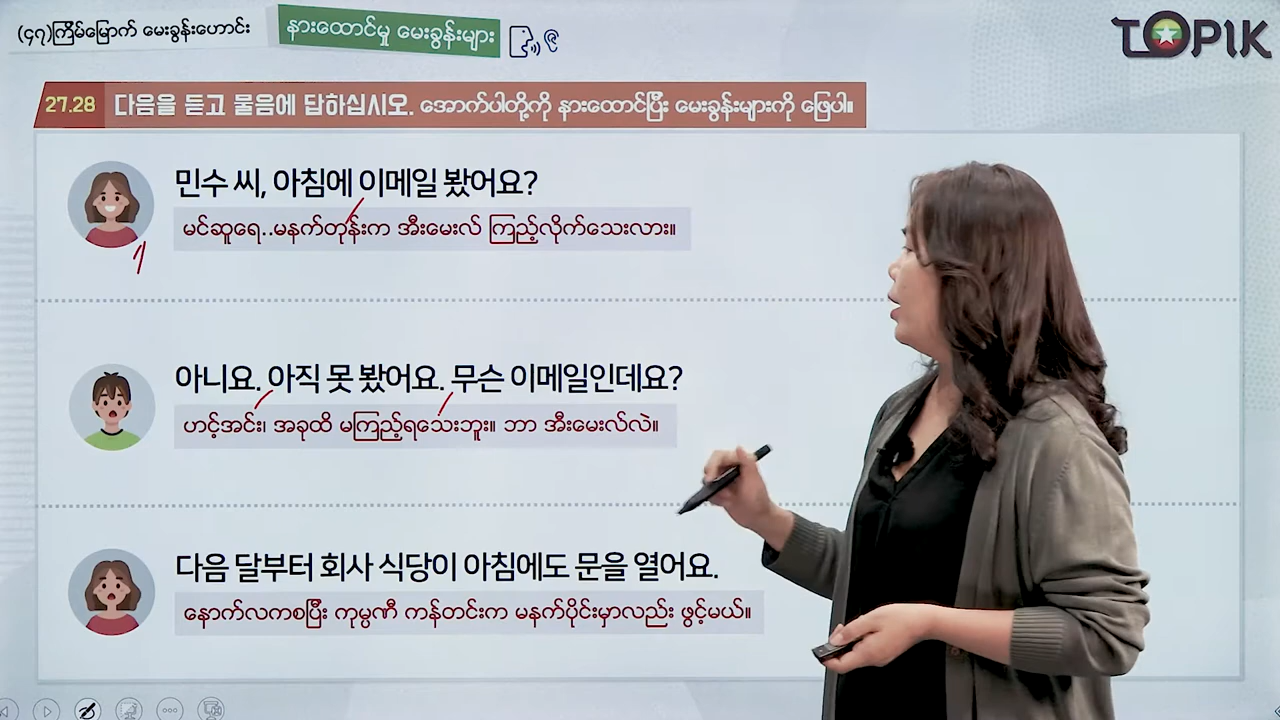 (၄၇)ကြိမ်မြောက် မေးခွန်းဟောင်း
နားထောင်မှု မေးခွန်းများ
TOPIK
27.28 다음을 듣고 물음에 답하십시오. အောက်ပါတို့ကို နားထောင်ပြီး မေးခွန်းများကို ဖြေပါ။
민수 씨, 아침에 이메일 봤어요?
မင်ဆူရေ..မနက်တုန်းက အီးမေးလ် ကြည့်လိုက်သေးလား။
아니요. 아직 못 봤어요. 무슨 이메일인데요?
ဟင့်အင်း၊ အခုထိ မကြည့်ရသေးဘူး။ ဘာ အီးမေးလ်လဲ။
다음 달부터 회사 식당이 아침에도 문을 열어요.
နောက်လကစပြီး ကုမ္ပဏီ ကန်တင်းက မနက်ပိုင်းမှာလည်း ဖွင့်မယ်။